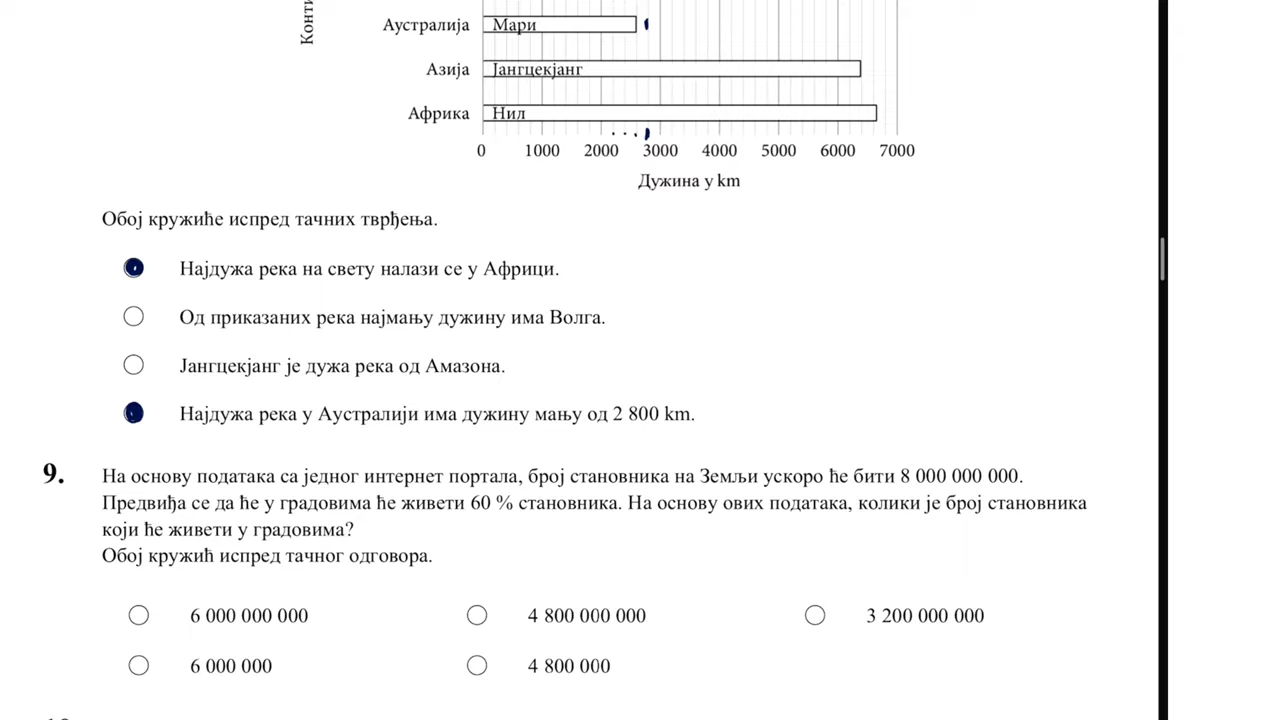 Конти
Аустралија Мари
Азија Јангцекјанг
Африка Нил
0 1000 2000 3000 4000 5000 6000 7000
Дужина у km
Обој кружиће испред тачних тврђења.
Најдужа река на свету налази се у Африци.
Од приказаних река најмању дужину има Волга.
Јангцекјанг је дужа река од Амазона.
Најдужа река у Аустралији има дужину мању од 2 800 km.
9. На основу података са једног интернет портала, број становника на Земљи ускоро ће бити 8 000 000 000.
Предвиђа се да ће у градовима ће живети 60 % становника. На основу ових података, колики је број становника
који ће живети у градовима?
Обој кружић испред тачног одговора.
6 000 000 000 4 800 000 000 3 200 000 000
6 000 000 4 800 000